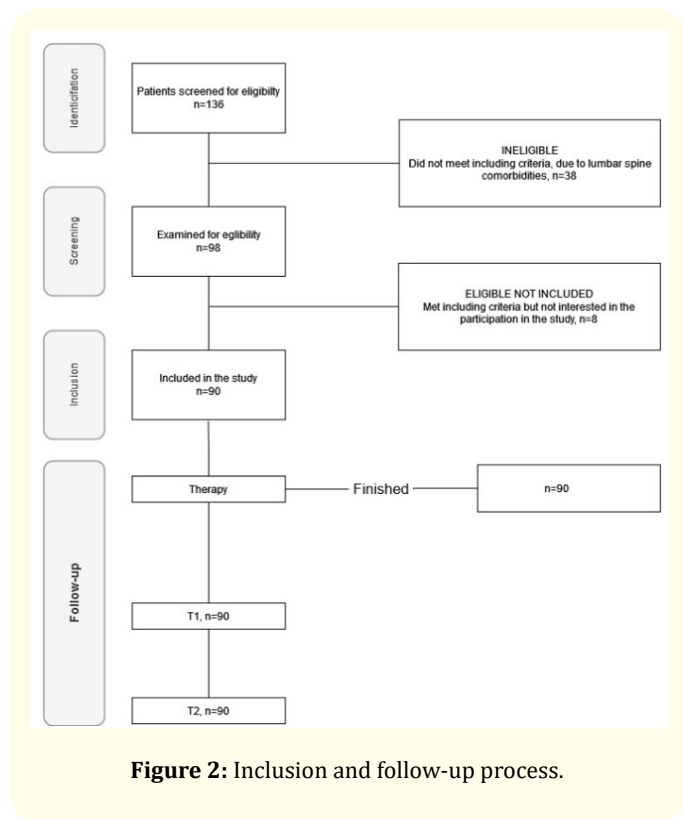 Identicifation
Patients screened for eligibilty
n=136
INELIGIBLE
Did not meet including criteria, due to lumbar spine
comorbidities, n=38
Screening
Examined for eglibility
n=98
ELIGIBLE NOT INCLUDED
Met including criteria but not interested in the
participation in the study, n=8
Inclusion
Included in the study
n=90
Follow-up
Therapy
Finished
n=90
T1, n=90
T2, n=90
Figure 2: Inclusion and follow-up process.